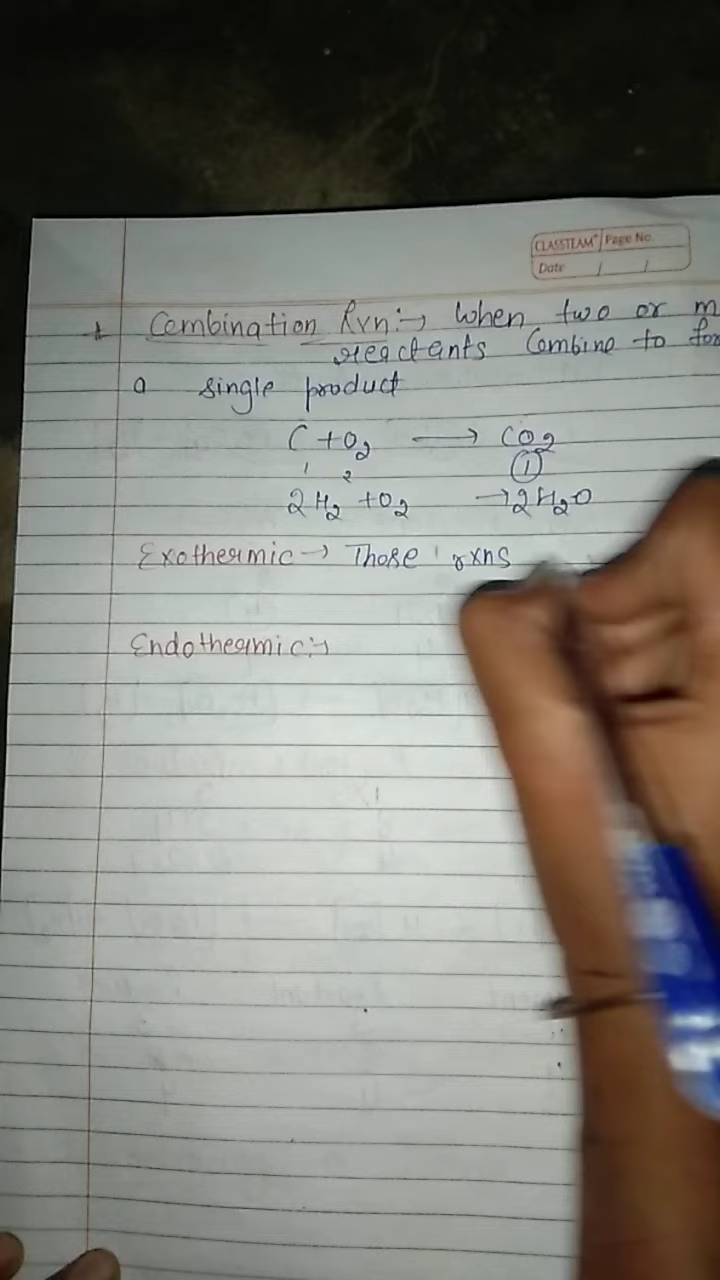 CLASSTEAM Page No.
Date / /
Combination Rxn:→ When two or m
reactants Combine to for
a single product
C + O2 → CO2
1 2 1
2H2 + O2 → 2H2O
Exothermic → Those rxns
Endothermic:→